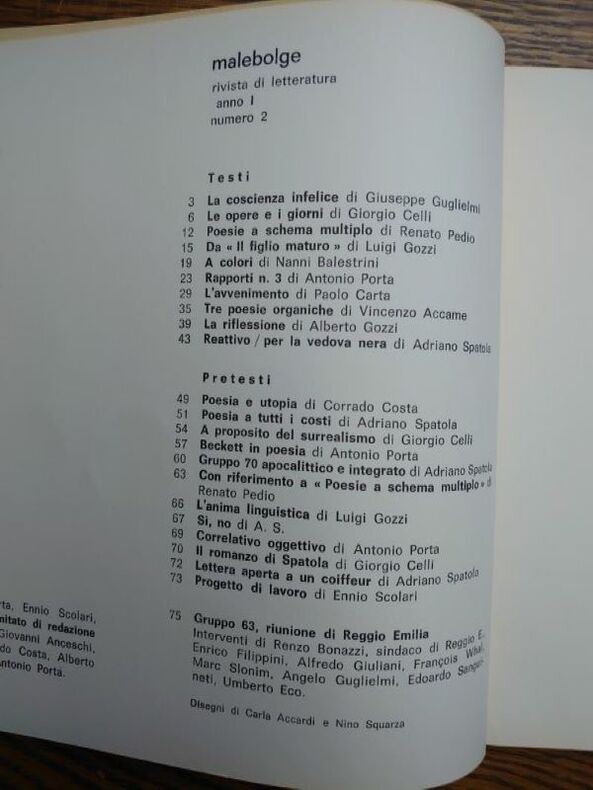 malebolge
rivista di letteratura
anno I
numero 2
Testi
3 La coscienza infelice di Giuseppe Guglielmi
6 Le opere e i giorni di Giorgio Celli
12 Poesie a schema multiplo di Renato Pedio
15 Da « Il figlio maturo » di Luigi Gozzi
19 A colori di Nanni Balestrini
23 Rapporti n. 3 di Antonio Porta
29 L'avvenimento di Paolo Carta
35 Tre poesie organiche di Vincenzo Accame
39 La riflessione di Alberto Gozzi
43 Reattivo / per la vedova nera di Adriano Spatola
Pretesti
49 Poesia e utopia di Corrado Costa
51 Poesia a tutti i costi di Adriano Spatola
54 A proposito del surrealismo di Giorgio Celli
57 Beckett in poesia di Antonio Porta
60 Gruppo 70 apocalittico e integrato di Adriano Spatola
63 Con riferimento a « Poesie a schema multiplo » di
Renato Pedio
66 L'anima linguistica di Luigi Gozzi
67 Si, no di A. S.
69 Correlativo oggettivo di Antonio Porta
70 Il romanzo di Spatola di Giorgio Celli
72 Lettera aperta a un coiffeur di Adriano Spatola
73 Progetto di lavoro di Ennio Scolari
75 Gruppo 63, riunione di Reggio Emilia
Interventi di Renzo Bonazzi, sindaco di Reggio E.,
Enrico Filippini, Alfredo Giuliani, François Whal,
Marc Slonim, Angelo Guglielmi, Edoardo Sangui-
neti, Umberto Eco.
Disegni di Carla Accardi e Nino Squarza
rta, Ennio Scolari,
mitato di redazione
Giovanni Anceschi,
do Costa, Alberto
Antonio Porta.